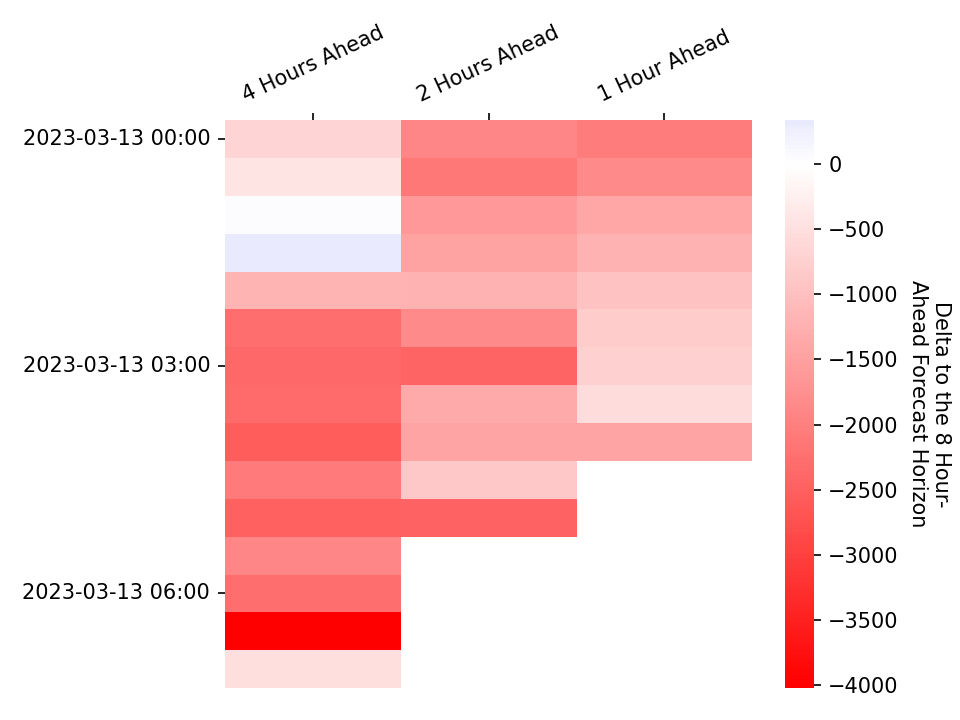 4 Hours Ahead
2 Hours Ahead
1 Hour Ahead
2023-03-13 00:00
2023-03-13 03:00
2023-03-13 06:00
0
−500
−1000
−1500
−2000
−2500
−3000
−3500
−4000
Delta to the 8 Hour-
Ahead Forecast Horizon